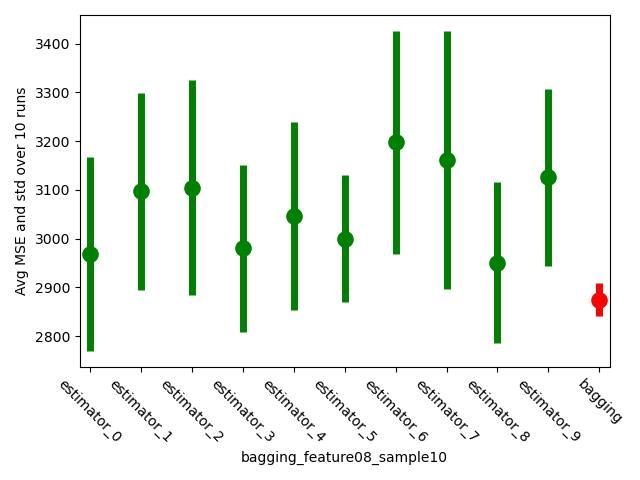 Avg MSE and std over 10 runs
3400
3300
3200
3100
3000
2900
2800
estimator_0
estimator_1
estimator_2
estimator_3
estimator_4
estimator_5
estimator_6
estimator_7
estimator_8
estimator_9
bagging
bagging_feature08_sample10